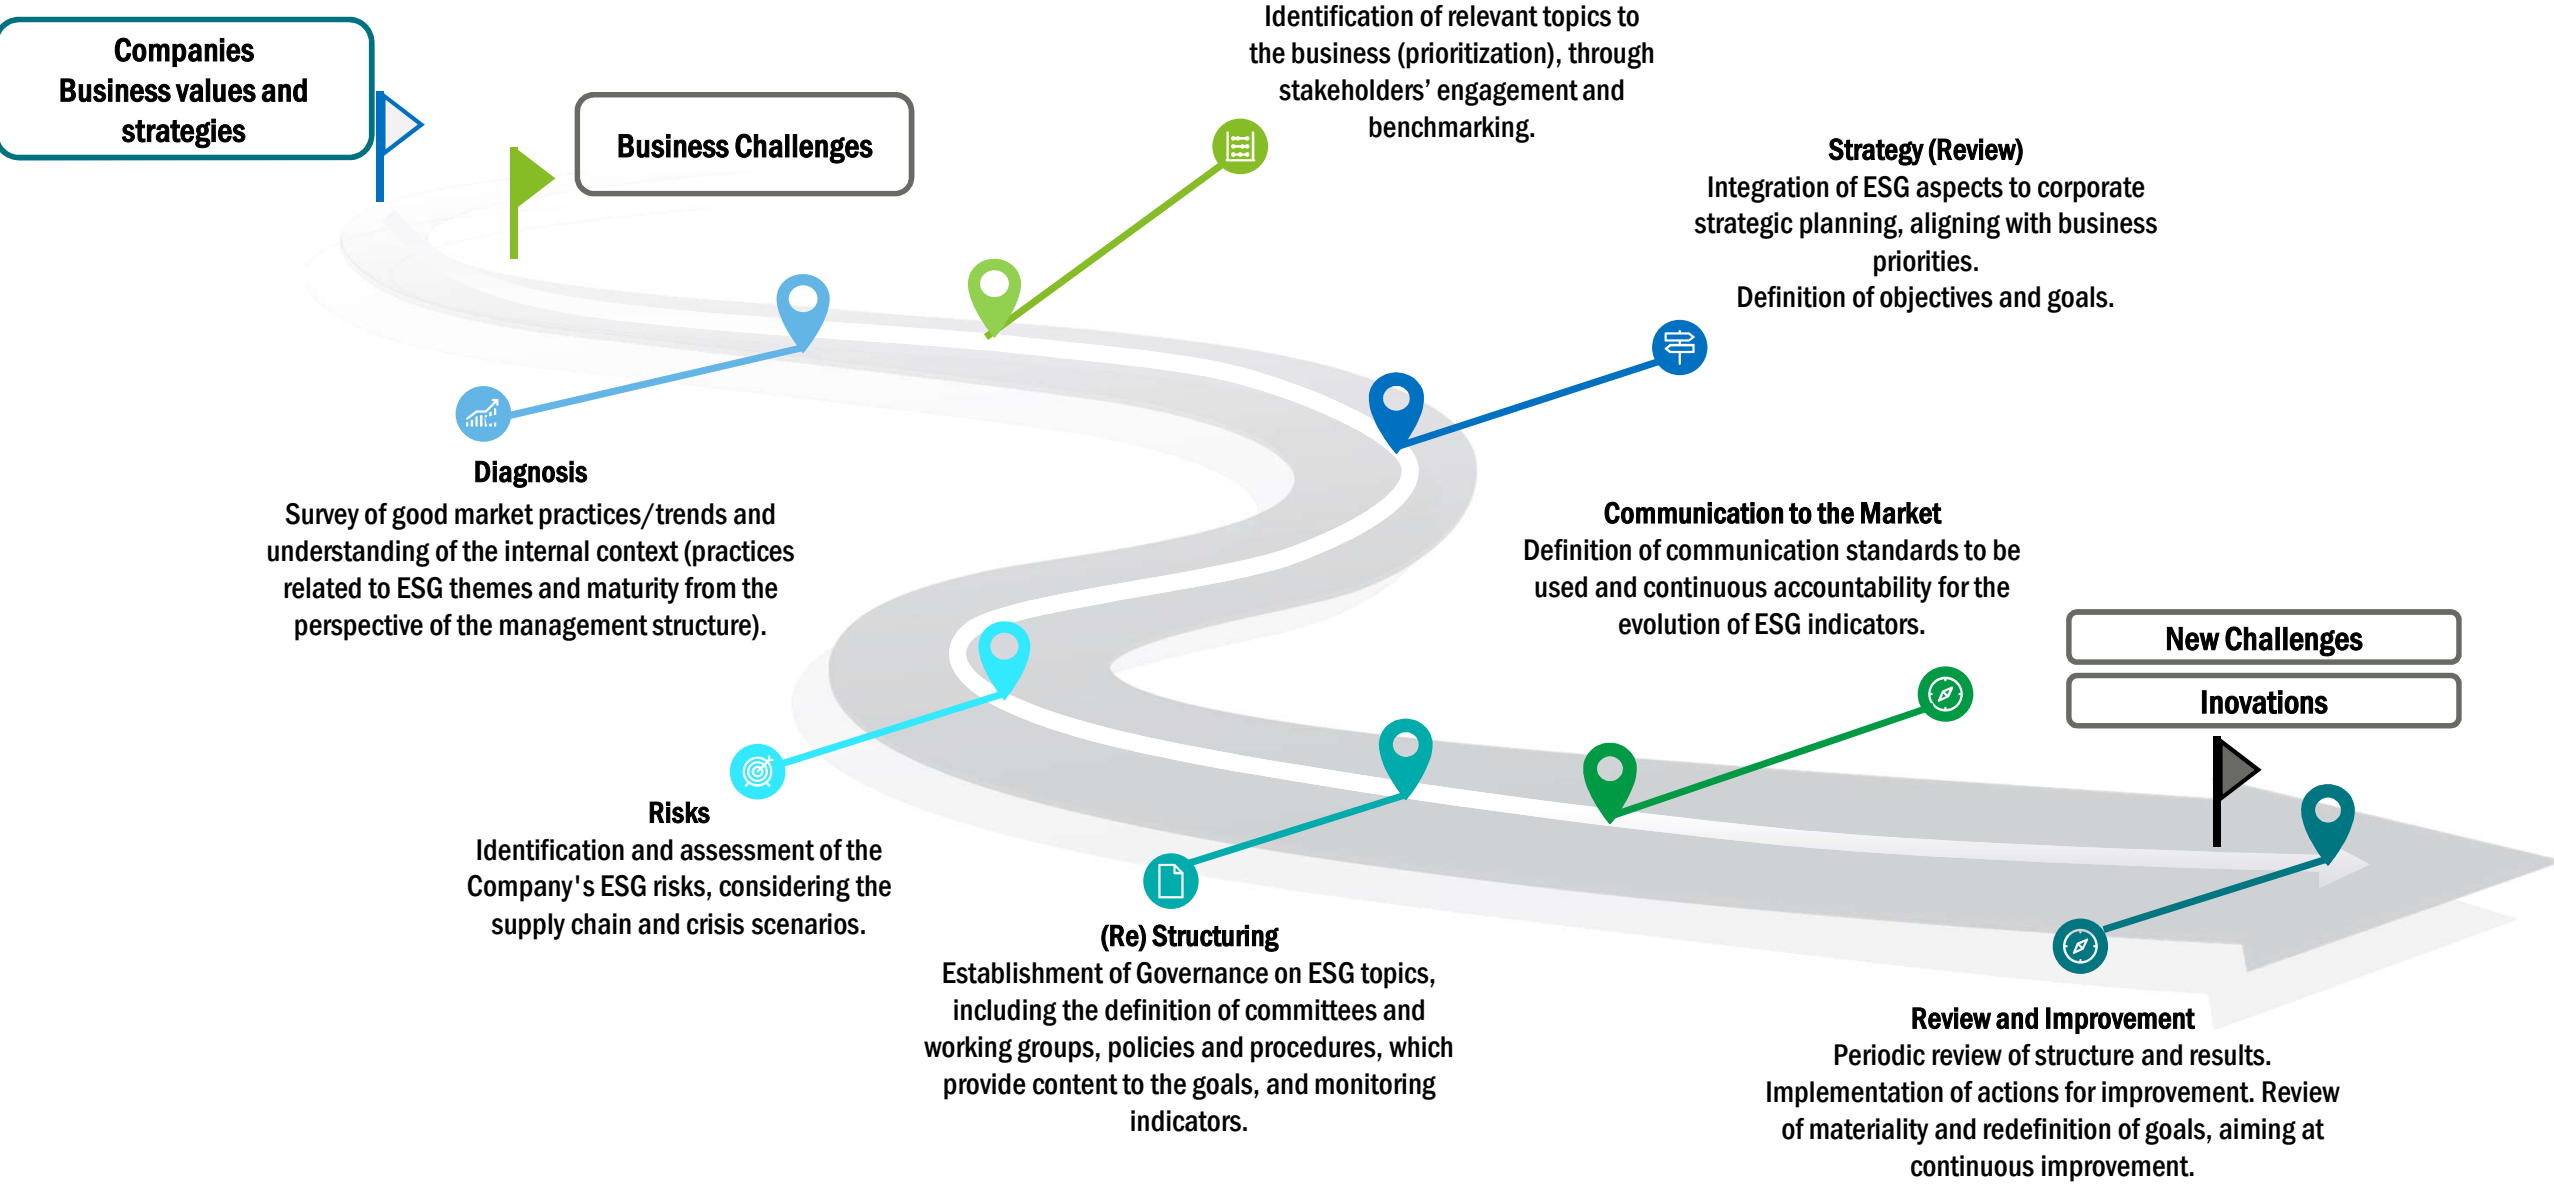 Companies
Business values and
strategies
Business Challenges
Identification of relevant topics to
the business (prioritization), through
stakeholders' engagement and
benchmarking.
Strategy (Review)
Integration of ESG aspects to corporate
strategic planning, aligning with business
priorities.
Definition of objectives and goals.
Diagnosis
Survey of good market practices/trends and
understanding of the internal context (practices
related to ESG themes and maturity from the
perspective of the management structure).
Communication to the Market
Definition of communication standards to be
used and continuous accountability for the
evolution of ESG indicators.
New Challenges
Inovations
Risks
Identification and assessment of the
Company's ESG risks, considering the
supply chain and crisis scenarios.
(Re) Structuring
Establishment of Governance on ESG topics,
including the definition of committees and
working groups, policies and procedures, which
provide content to the goals, and monitoring
indicators.
Review and Improvement
Periodic review of structure and results.
Implementation of actions for improvement. Review
of materiality and redefinition of goals, aiming at
continuous improvement.